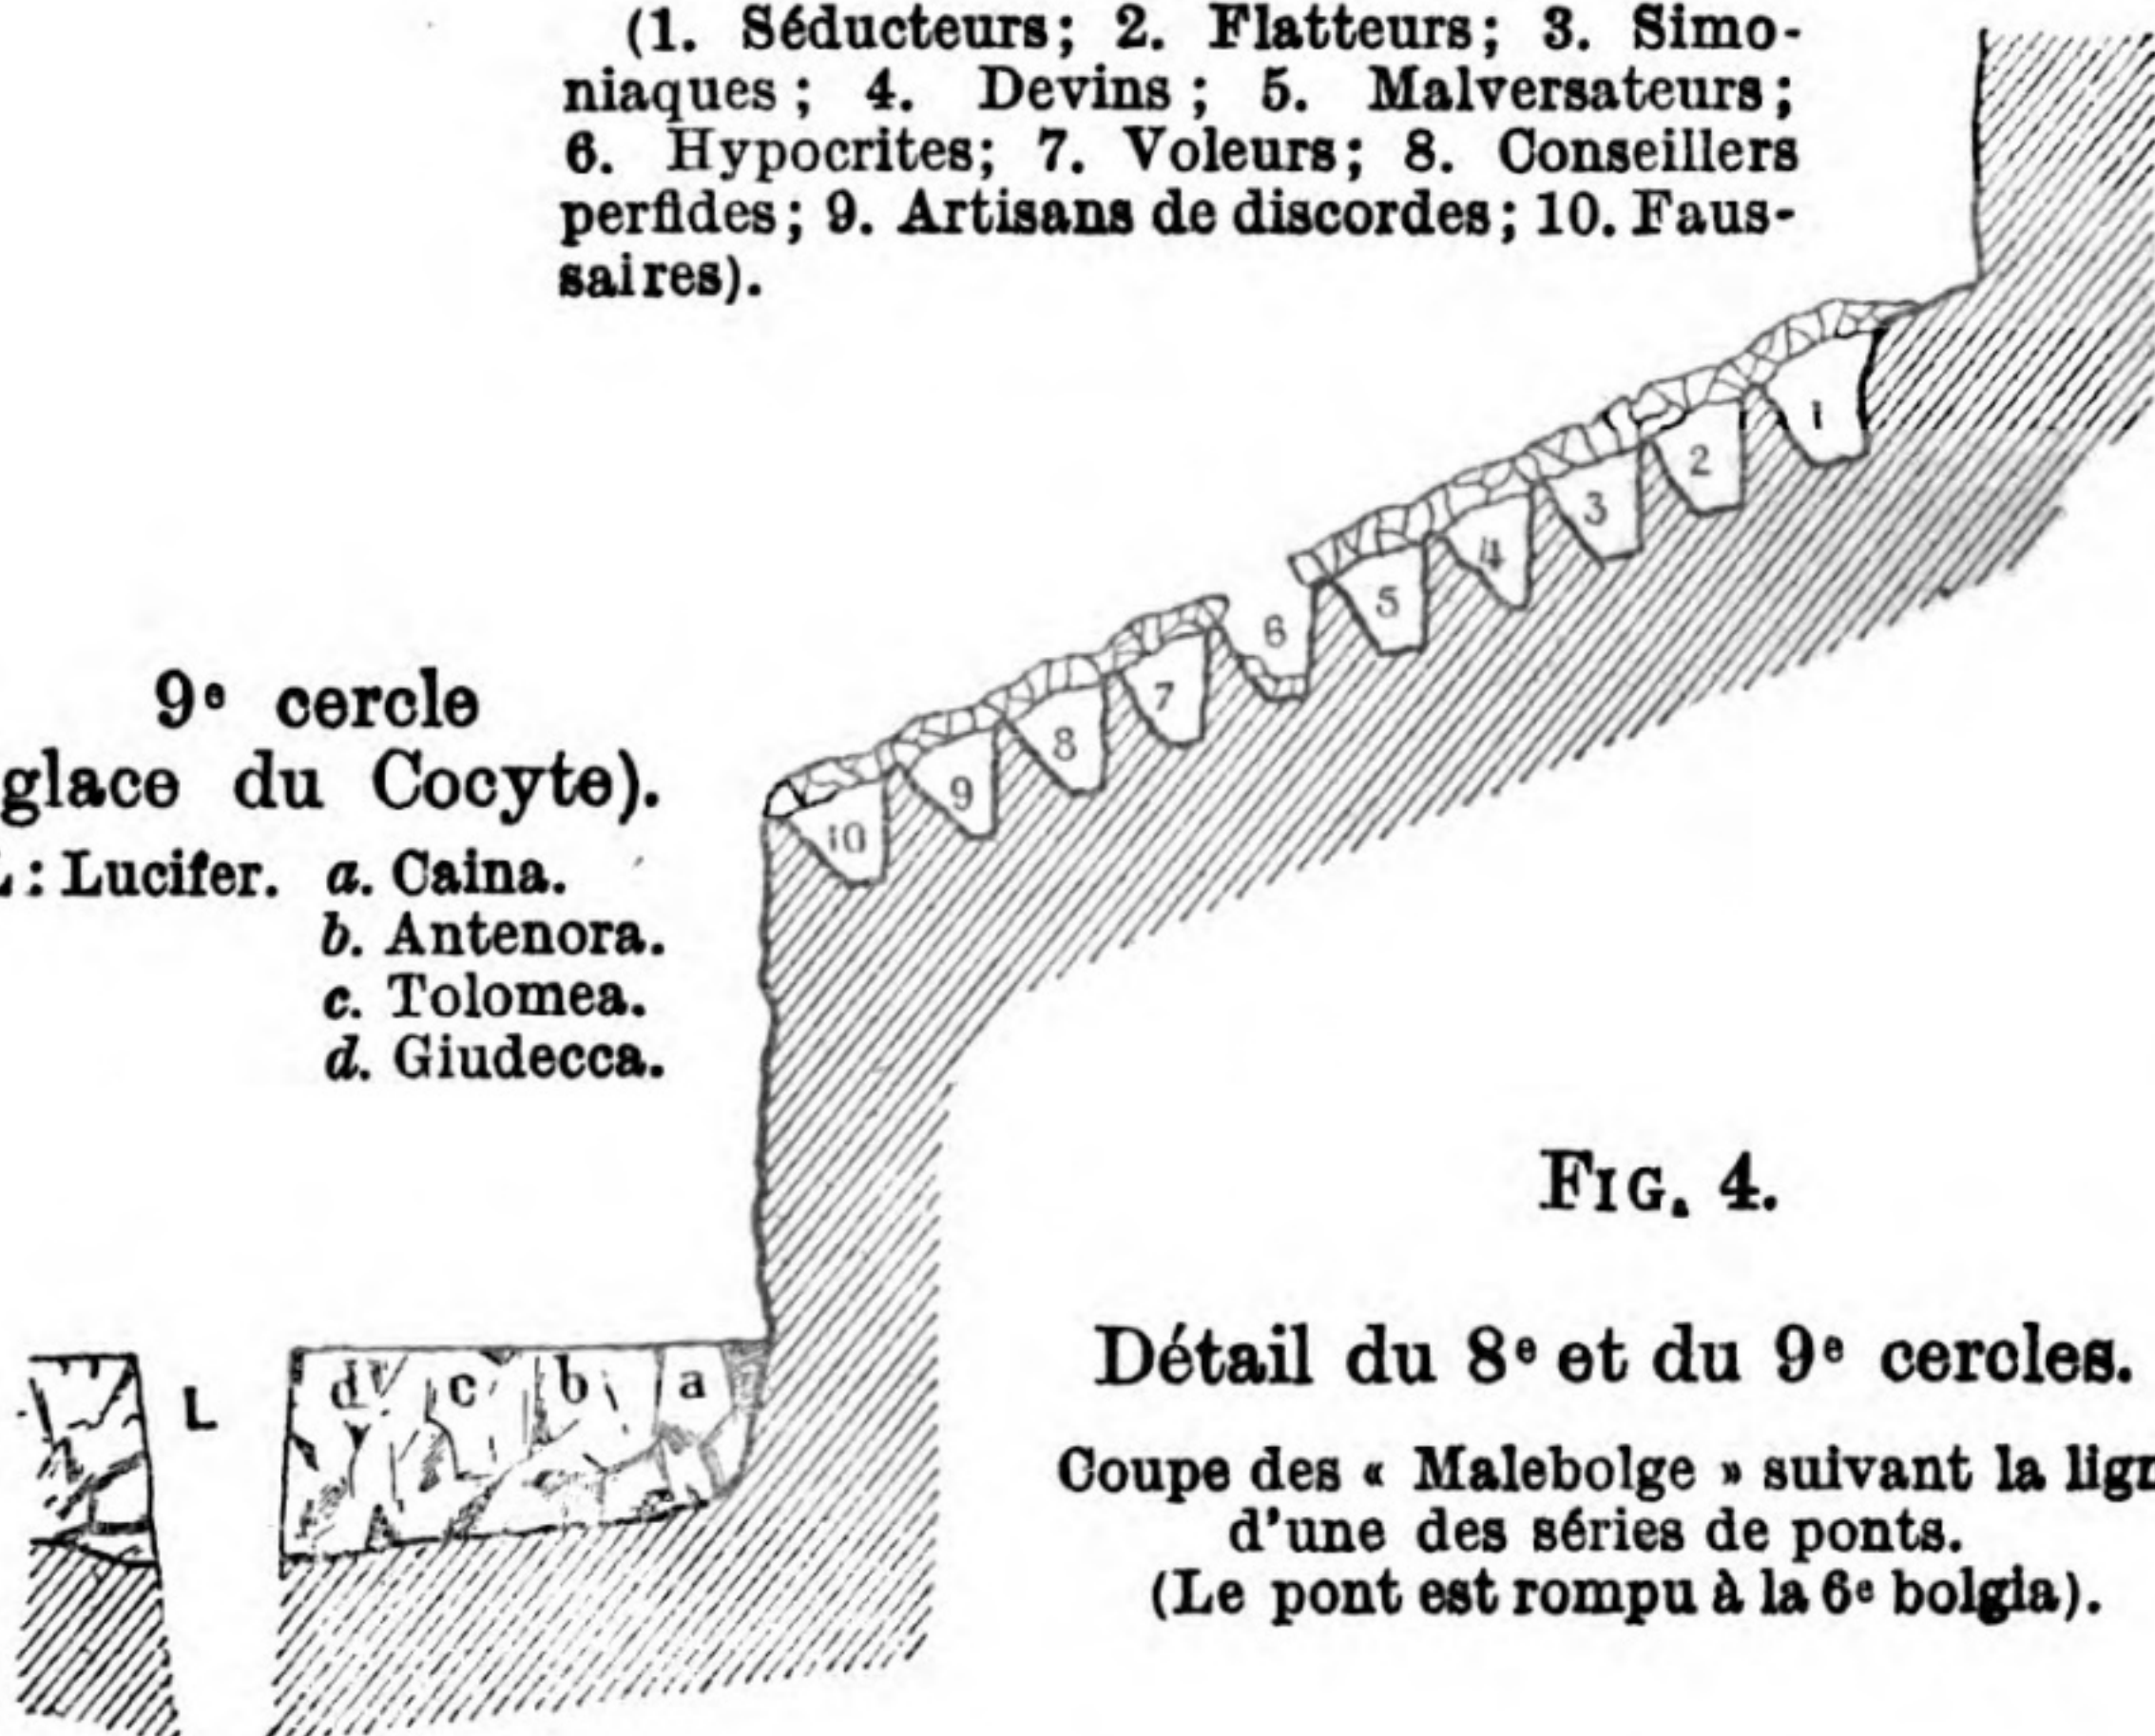 (1. Séducteurs; 2. Flatteurs; 3. Simo-
niaques; 4. Devins; 5. Malversateurs;
6. Hypocrites; 7. Voleurs; 8. Conseillers
perfides; 9. Artisans de discordes; 10. Faus-
saires).
1
2
3
4
5
6
7
8
9
10
9e cercle
glace du Cocyte).
L: Lucifer. a. Caina.
b. Antenora.
c. Tolomea.
d. Giudecca.
L d c b a
FIG. 4.
Détail du 8e et du 9e cercles.
Coupe des « Malebolge » suivant la
d'une des séries de ponts.
(Le pont est rompu à la 6e bolgia).